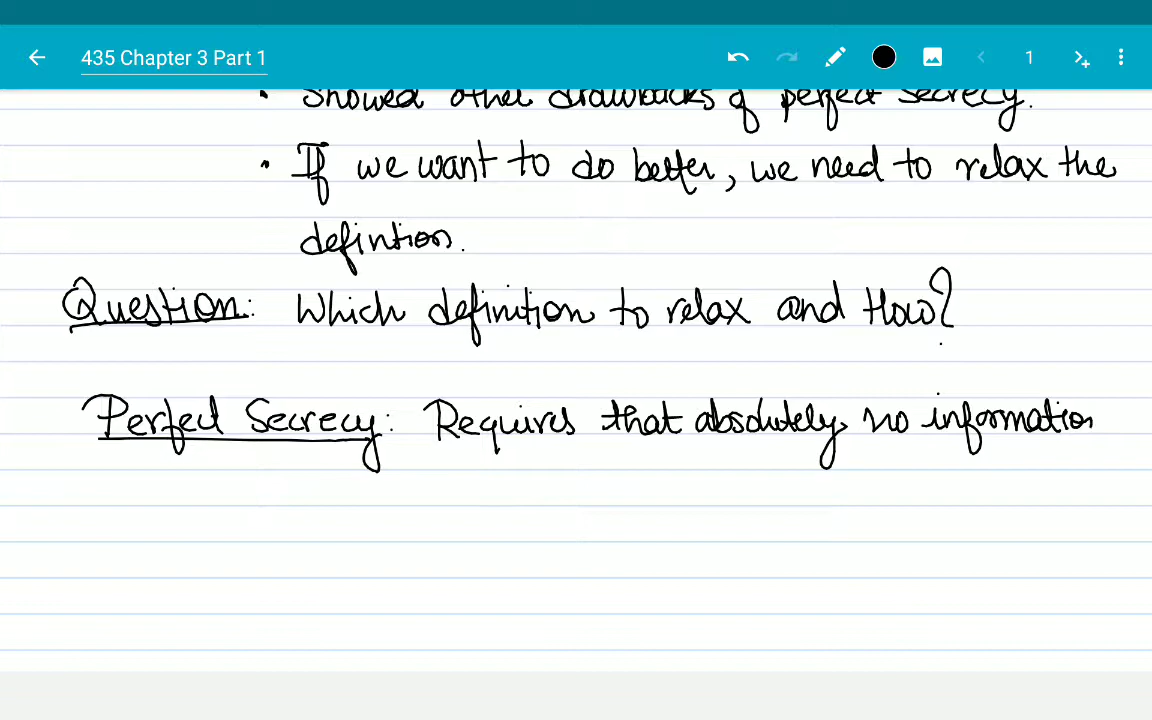 435 Chapter 3 Part 1
1
• Showed other drawbacks of perfect secrecy.
• If we want to do better, we need to relax the
defintion.
Question: Which definition to relax and How?
Perfect Secrecy: Requires that absolutely no information